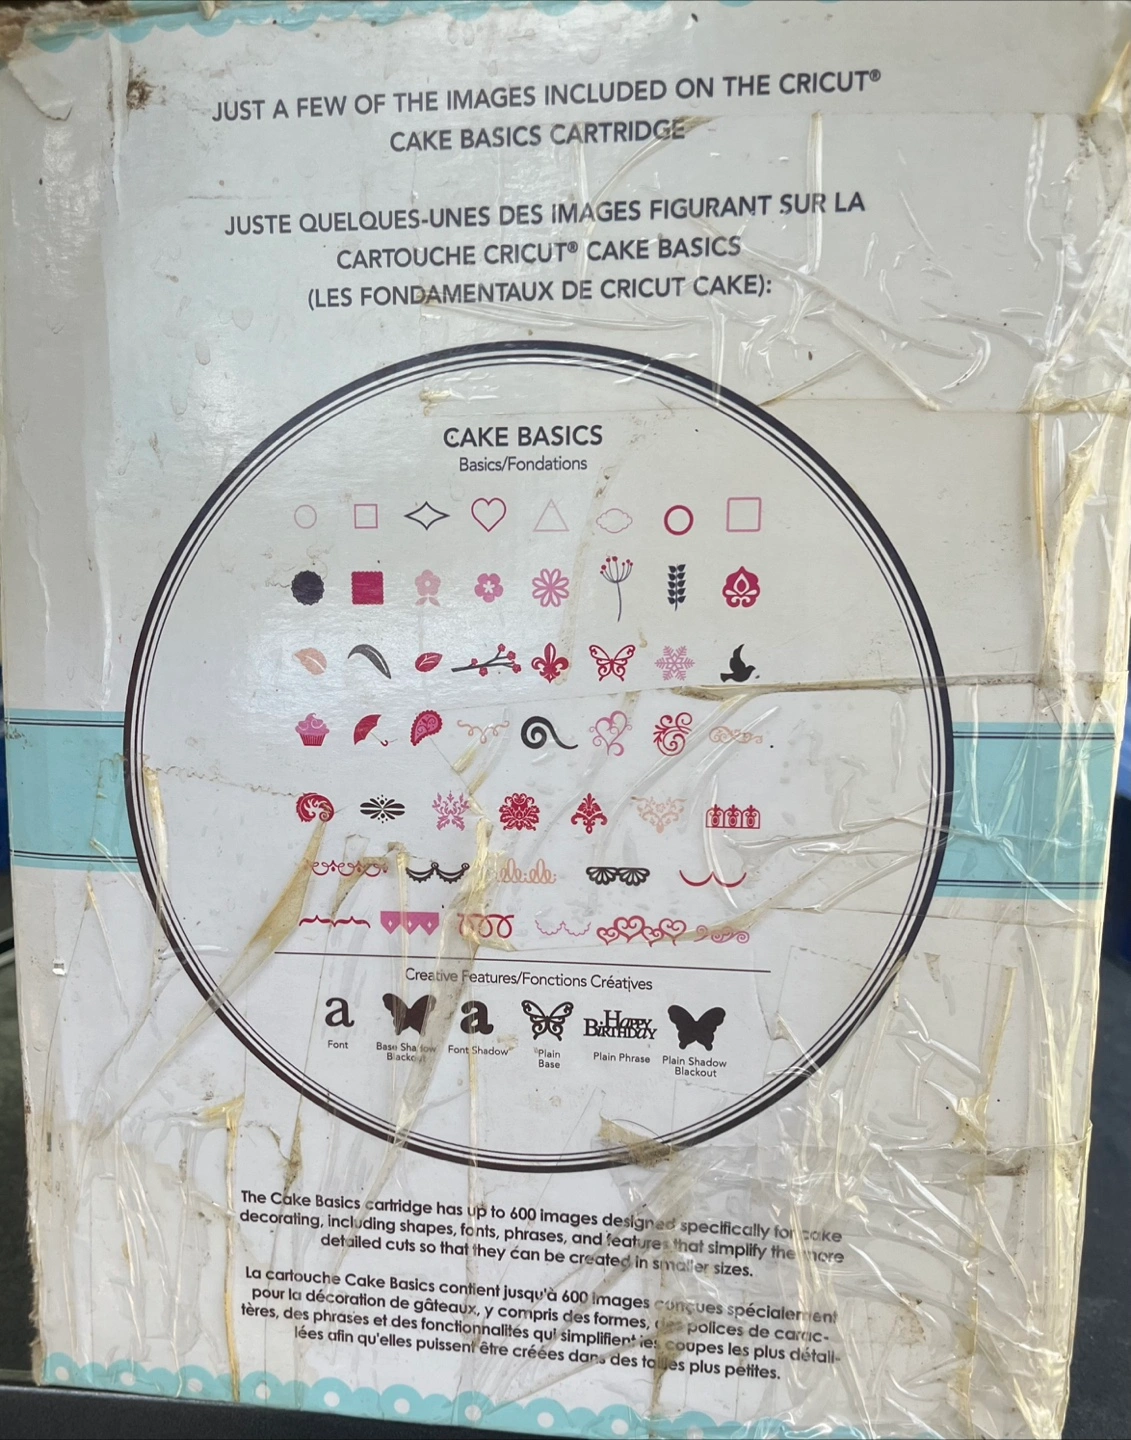 JUST A FEW OF THE IMAGES INCLUDED ON THE CRICUT®
CAKE BASICS CARTRIDGE
JUSTE QUELQUES-UNES DES IMAGES FIGURANT SUR LA
CARTOUCHE CRICUT® CAKE BASICS
(LES FONDAMENTAUX DE CRICUT CAKE):
CAKE BASICS
Basics/Fondations
Creative Features/Fonctions Créatives
a
a
HAPPY
BIRTHDAY
Font
Base Shadow
Blackout
Font Shadow
Plain
Base
Plain Phrase
Plain Shadow
Blackout
The Cake Basics cartridge has up to 600 images designed specifically for cake
decorating, including shapes, fonts, phrases, and features that simplify the more
detailed cuts so that they can be created in smaller sizes.
La cartouche Cake Basics contient jusqu'à 600 images conçues spécialement
pour la décoration de gâteaux, y compris des formes, des polices de carac-
tères, des phrases et des fonctionnalités qui simplifient les coupes les plus détail-
lées afin qu'elles puissent être créées dans des tailles plus petites.